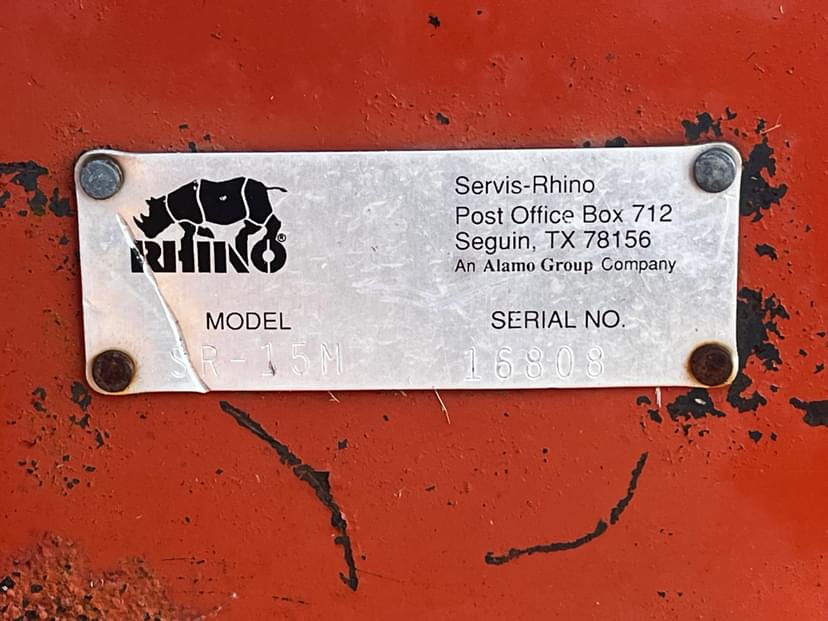 RHINO®
Servis-Rhino
Post Office Box 712
Seguin, TX 78156
An Alamo Group Company
MODEL
SR-15M
SERIAL NO.
16808